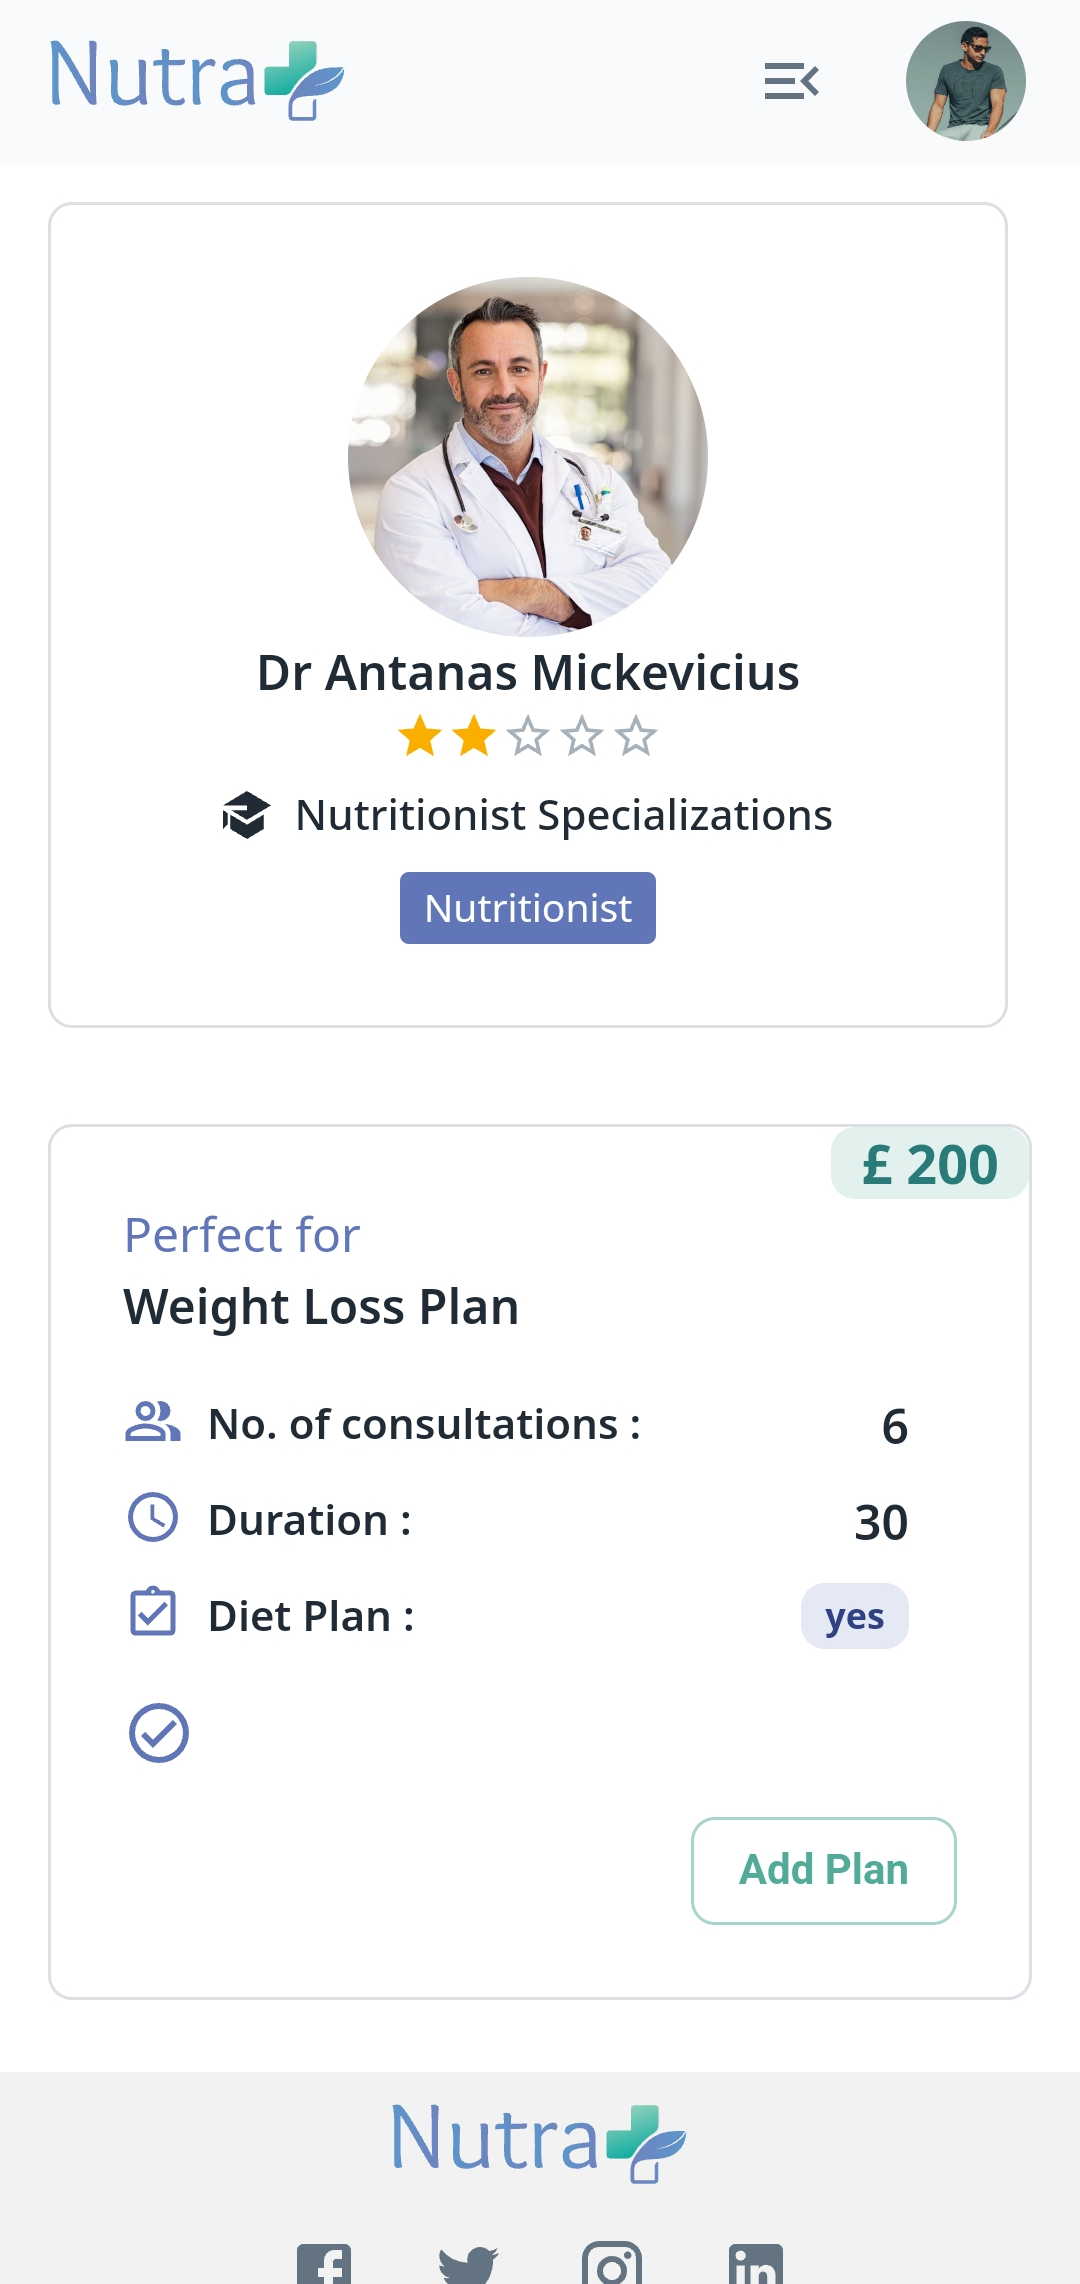 Nutra
Dr Antanas Mickevicius
Nutritionist Specializations
Nutritionist
£ 200
Perfect for
Weight Loss Plan
No. of consultations : 6
Duration : 30
Diet Plan : yes
Add Plan
Nutra